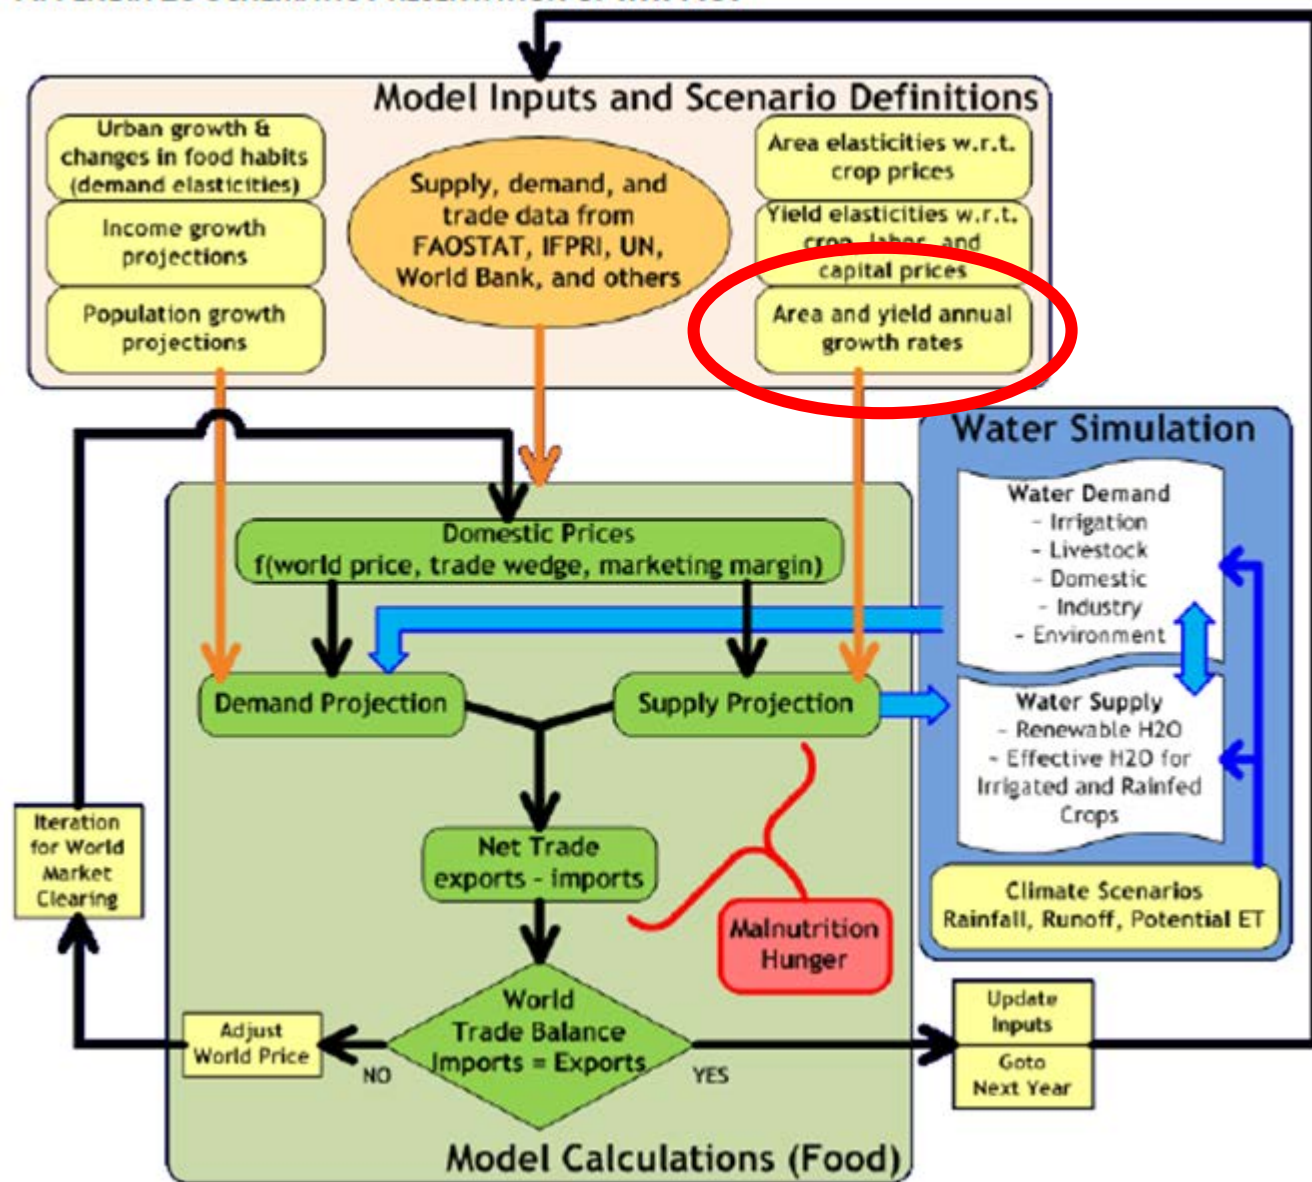 Model Inputs and Scenario Definitions
Urban growth &
changes in food habits
(demand elasticities)
Income growth
projections
Population growth
projections
Supply, demand, and
trade data from
FAOSTAT, IFPRI, UN,
World Bank, and others
Area elasticities w.r.t.
crop prices
Yield elasticities w.r.t.
crop, labor, and
capital prices
Area and yield annual
growth rates
Water Simulation
Water Demand
- Irrigation
- Livestock
- Domestic
- Industry
- Environment
Water Supply
- Renewable H2O
- Effective H2O for
Irrigated and Rainfed
Crops
Climate Scenarios
Rainfall, Runoff, Potential ET
Domestic Prices
f(world price, trade wedge, marketing margin)
Demand Projection
Supply Projection
Net Trade
exports - imports
Malnutrition
Hunger
World
Trade Balance
Imports = Exports
NO
YES
Adjust
World Price
Iteration
for World
Market
Clearing
Update
Inputs
Goto
Next Year
Model Calculations (Food)